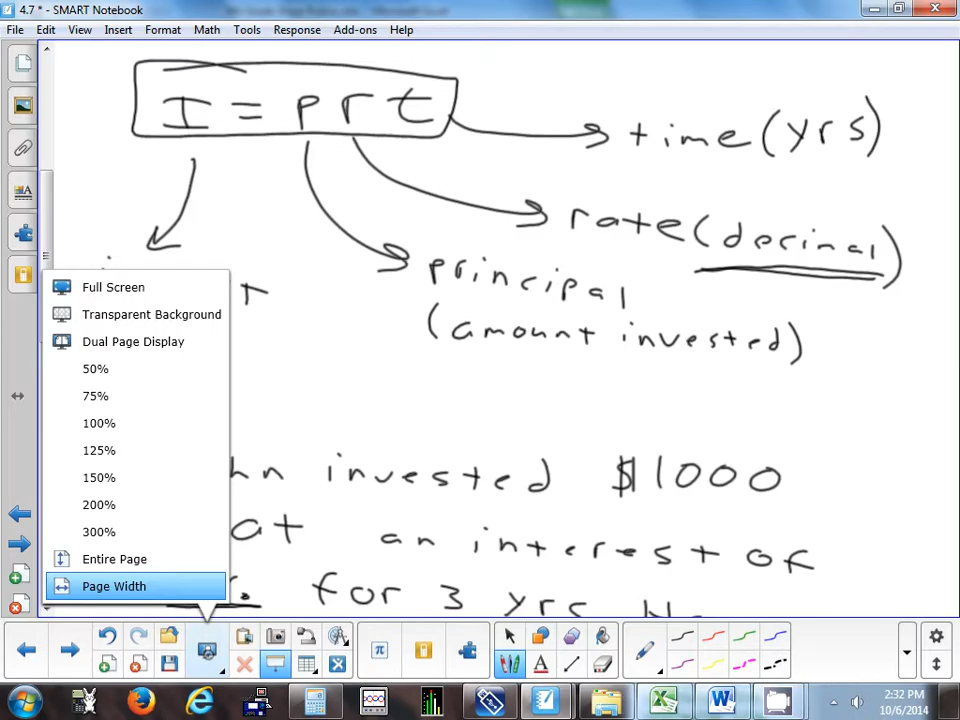 4.7 * - SMART Notebook
File Edit View Insert Format Math Tools Response Add-ons Help
I = prt
time (yrs)
rate (decimal)
principal
(amount invested)
Full Screen
Transparent Background
Dual Page Display
50%
75%
100%
125%
150%
200%
300%
Entire Page
Page Width
hn invested $1000
at an interest of
for 3 yrs
2:32 PM
10/6/2014